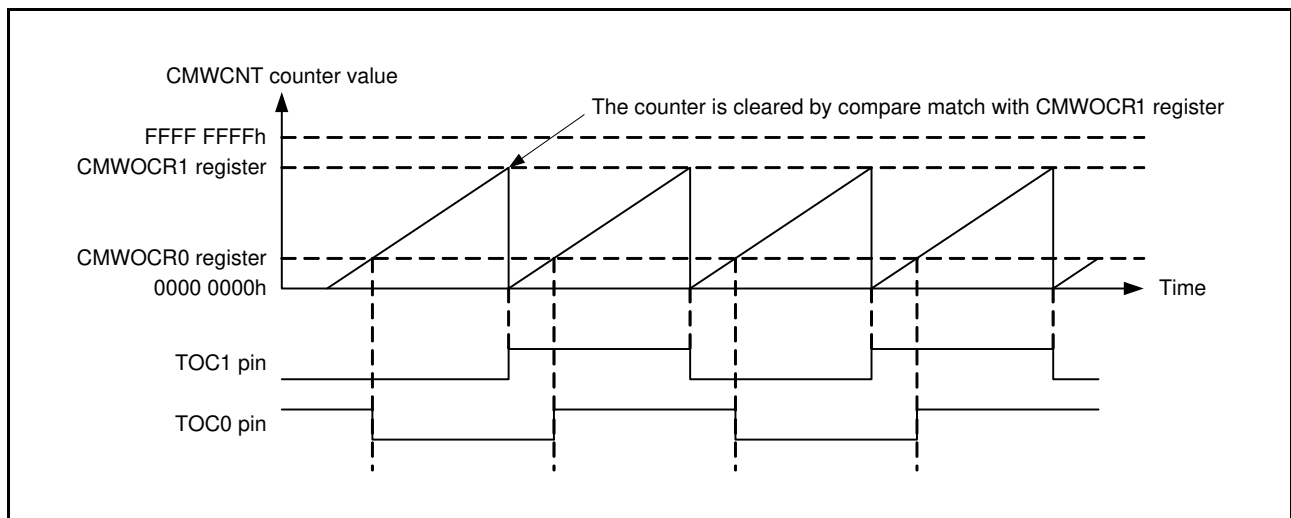 CMWCNT counter value
The counter is cleared by compare match with CMWOCR1 register
FFFF FFFFh
CMWOCR1 register
CMWOCR0 register
0000 0000h
Time
TOC1 pin
TOC0 pin